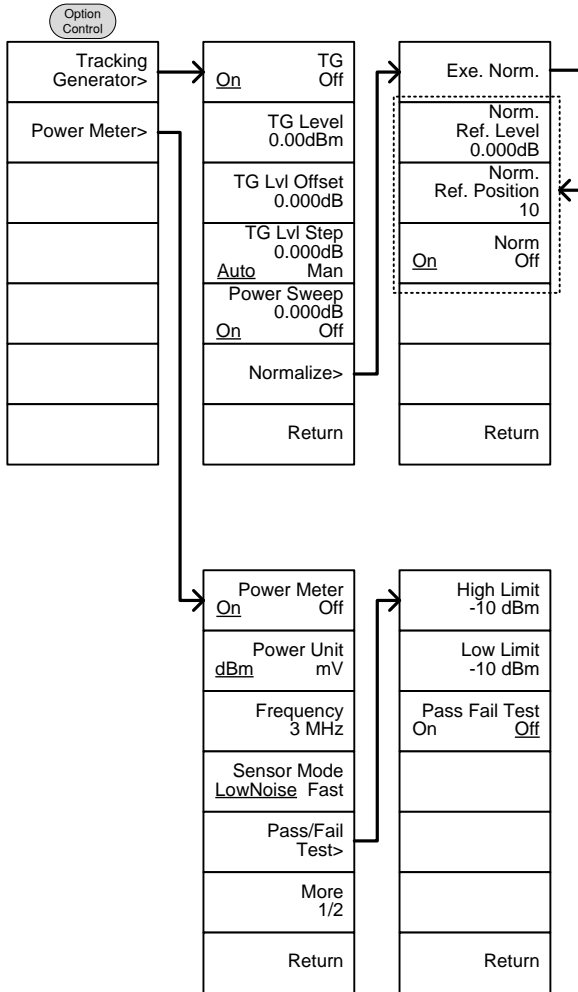 Option
Control
Tracking
Generator>
Power Meter>
TG
On Off
TG Level
0.00dBm
TG Lvl Offset
0.000dB
TG Lvl Step
0.000dB
Auto Man
Power Sweep
0.000dB
On Off
Normalize>
Return
Exe. Norm.
Norm.
Ref. Level
0.000dB
Norm.
Ref. Position
10
Norm
On Off
Return
Power Meter
On Off
Power Unit
dBm mV
Frequency
3 MHz
Sensor Mode
LowNoise Fast
Pass/Fail
Test>
More
1/2
Return
High Limit
-10 dBm
Low Limit
-10 dBm
Pass Fail Test
On Off
Return